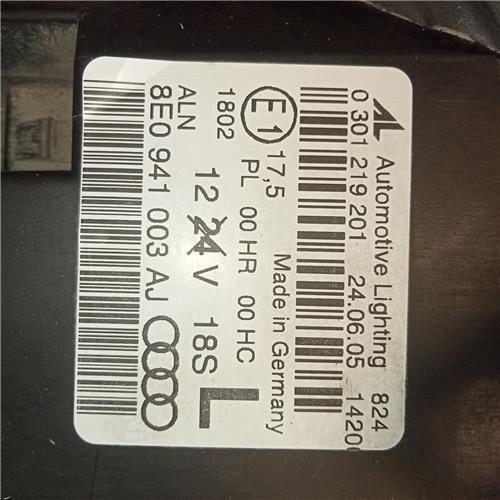 AL Automotive Lighting 824
0 301 219 201 24.06.05 1420
E1 17,5 Made in Germany
1802 PL 00 HR 00 HC
12 24 V 18S L
ALN
8E0 941 003 AJ